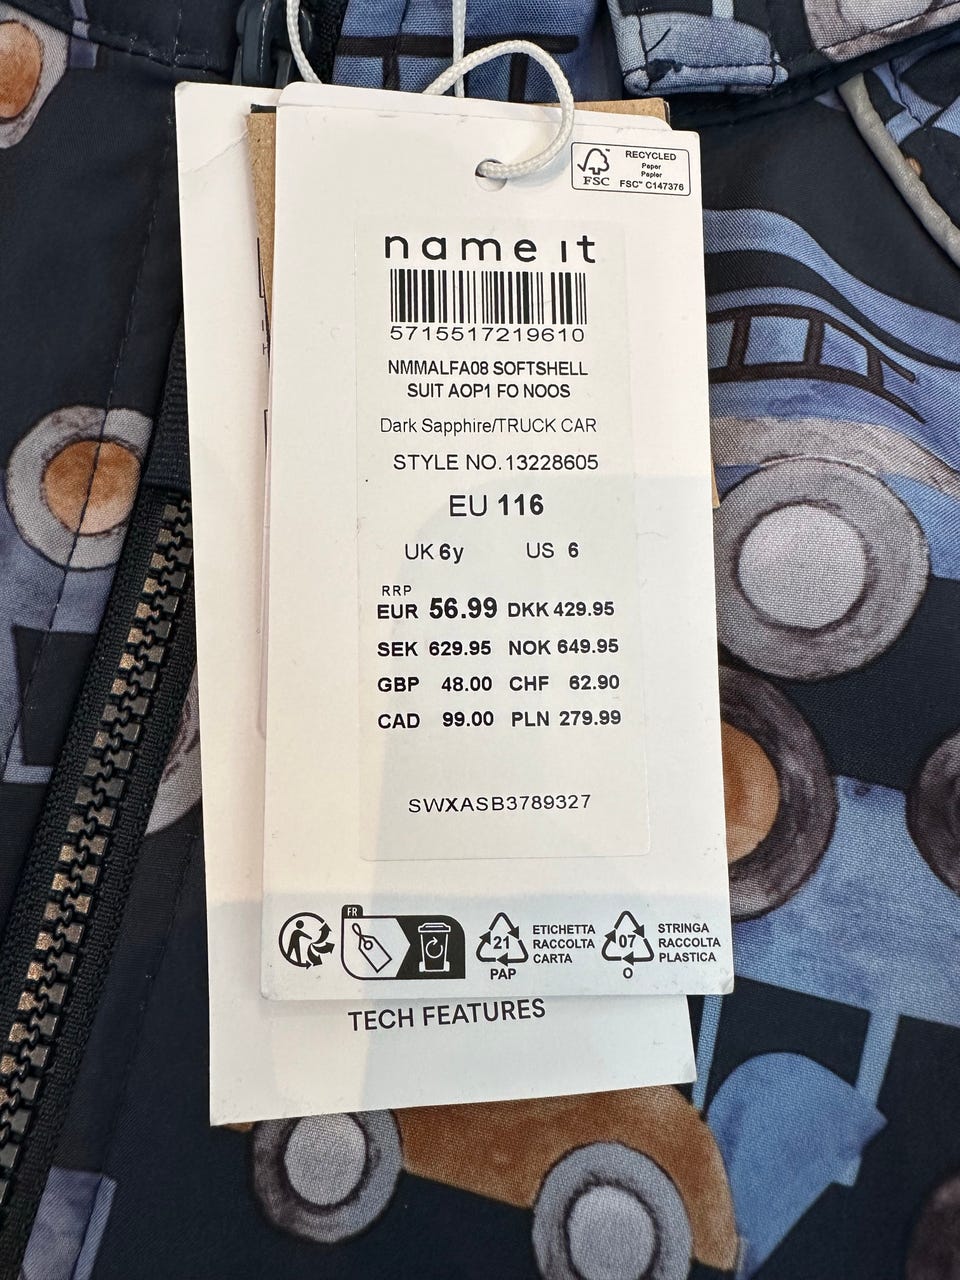 RECYCLED
Paper
Papier
FSC™ C147376
FSC™
name it
5715517219610
NMMALFA08 SOFTSHELL
SUIT AOP1 FO NOOS
Dark Sapphire/TRUCK CAR
STYLE NO. 13228605
EU 116
UK 6y US 6
RRP
EUR 56.99 DKK 429.95
SEK 629.95 NOK 649.95
GBP 48.00 CHF 62.90
CAD 99.00 PLN 279.99
SWXASB3789327
FR
21
PAP
ETICHETTA
RACCOLTA
CARTA
07
O
STRINGA
RACCOLTA
PLASTICA
TECH FEATURES